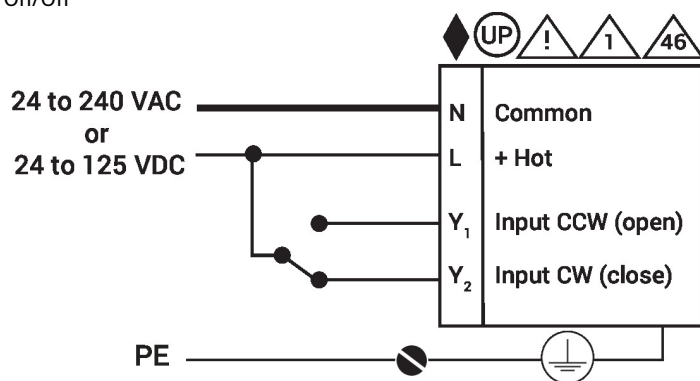 On/Off
UP ! 1 46
24 to 240 VAC
or
24 to 125 VDC
N Common
L + Hot
Y1 Input CCW (open)
Y2 Input CW (close)
PE